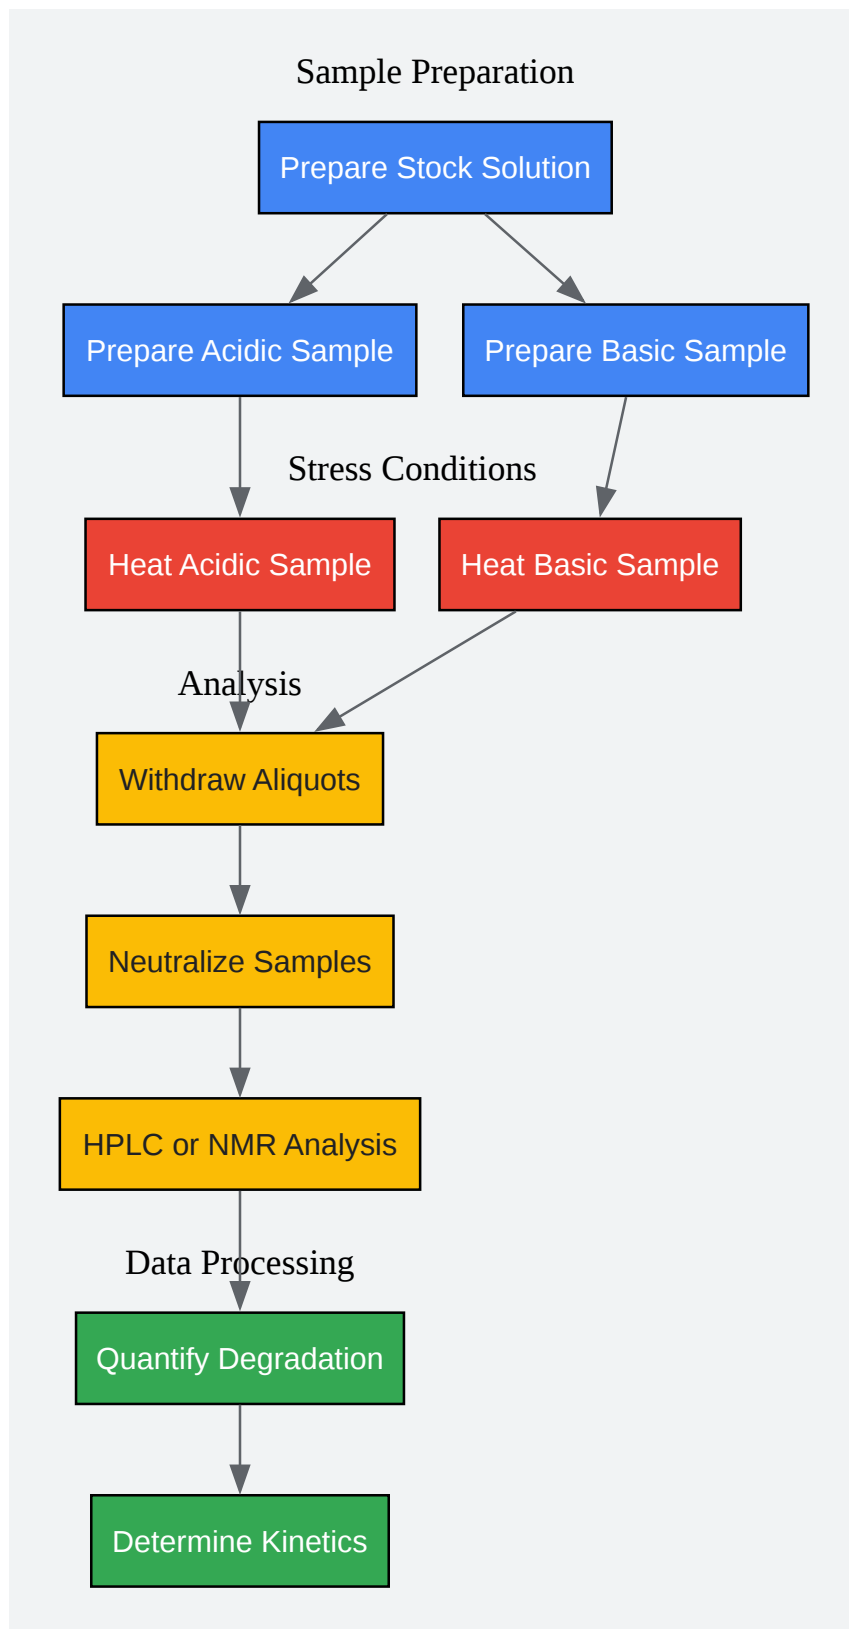 Sample Preparation
Prepare Stock Solution
Prepare Acidic Sample
Prepare Basic Sample
Stress Conditions
Heat Acidic Sample
Heat Basic Sample
Analysis
Withdraw Aliquots
Neutralize Samples
HPLC or NMR Analysis
Data Processing
Quantify Degradation
Determine Kinetics